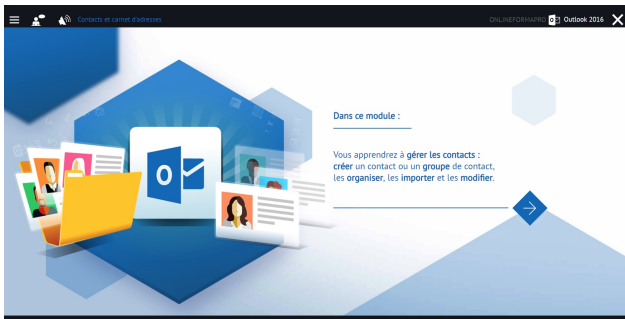 Contacts et carnet d'adresses
ONLINEFORMAPRO Outlook 2016
Dans ce module :
Vous apprendrez à gérer les contacts :
créer un contact ou un groupe de contact,
les organiser, les importer et les modifier.